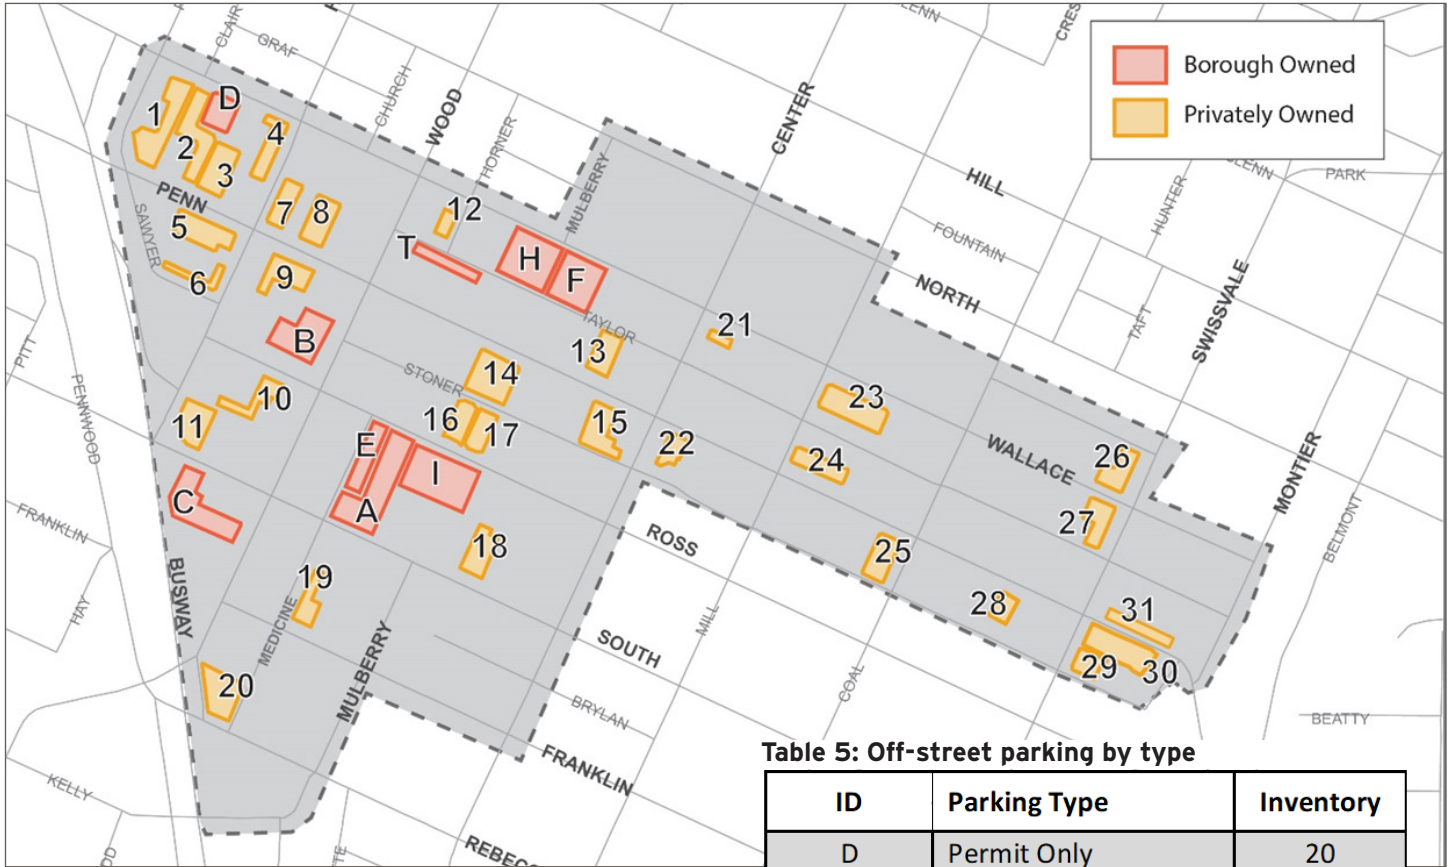 CLAIR
GRAF
LENN
CRES
Borough Owned
Privately Owned
CHURCH
WOOD
CENTER
THORNER
MULBERRY
HILL
GLENN
PARK
HUNTER
D
1
2
3
4
PENN
7
8
12
SAWYER
5
6
9
T
H
F
FOUNTAIN
NORTH
SWISSVALE
TAFT
B
TAYLOR
21
13
PITT
STONER
14
10
11
16
17
15
22
23
24
WALLACE
26
27
MONTIER
PENNWOOD
E
I
A
C
18
FRANKLIN
BELMONT
ROSS
25
19
BUSWAY
HAY
28
31
MEDICINE
MULBERRY
SOUTH
MILL
29
30
20
COAL
BRYLAN
BEATTY
FRANKLIN
KELLY
REBEC
Table 5: Off-street parking by type
ID Parking Type Inventory
D Permit Only 20